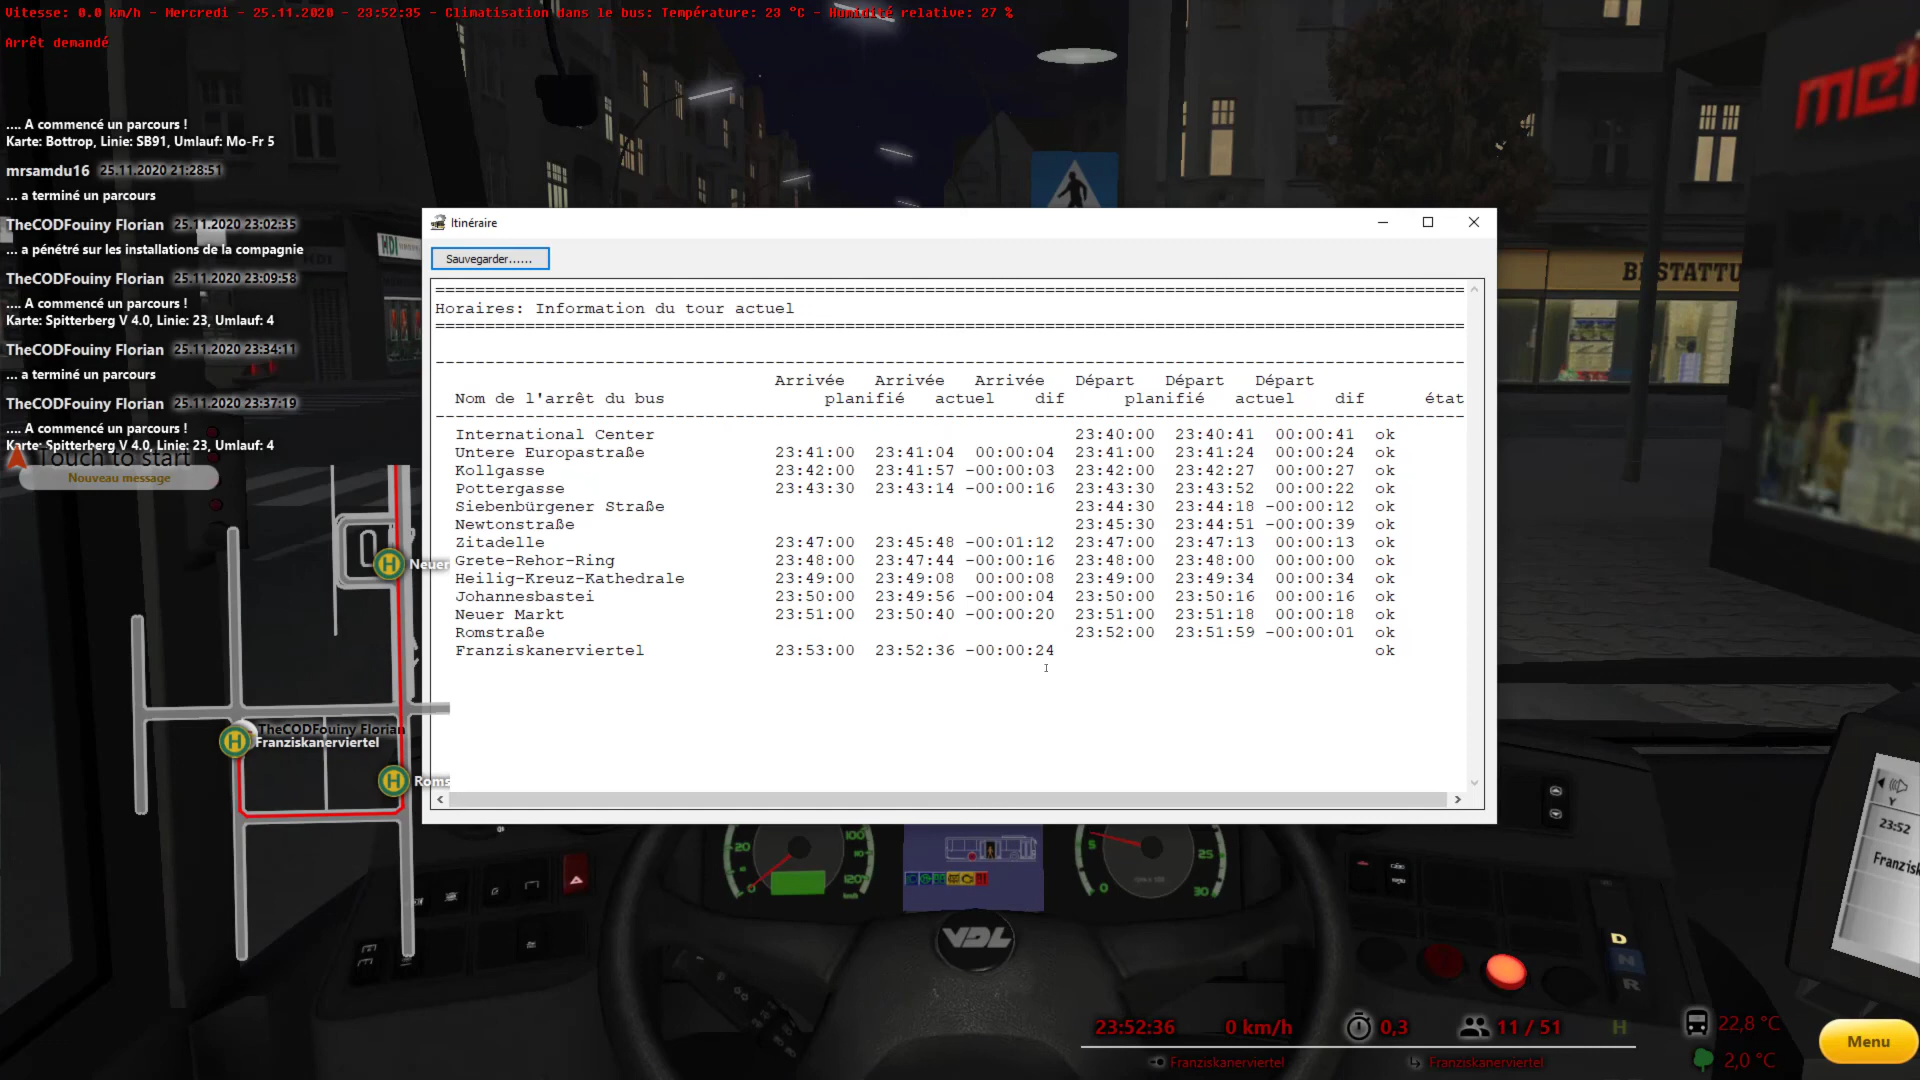 Vitesse: 0.0 km/h - Mercredi - 25.11.2020 - 23:52:35 - Climatisation dans le bus: Température: 23 °C - Humidité relative: 27 %
Arrêt demandé
.... A commencé un parcours !
Karte: Bottrop, Linie: SB91, Umlauf: Mo-Fr 5
mrsamdu16 25.11.2020 21:28:51
... a terminé un parcours
TheCODFouiny Florian 25.11.2020 23:02:35
... a pénétré sur les installations de la compagnie
TheCODFouiny Florian 25.11.2020 23:09:58
.... A commencé un parcours !
Karte: Spitterberg V 4.0, Linie: 23, Umlauf: 4
TheCODFouiny Florian 25.11.2020 23:34:11
... a terminé un parcours
TheCODFouiny Florian 25.11.2020 23:37:19
.... A commencé un parcours !
Karte: Spitterberg V 4.0, Linie: 23, Umlauf: 4
Touch to start
Nouveau message
Neuer
TheCODFouiny Florian
Franziskanerviertel
Roms
HDI
BESTATTU
Itinéraire
Sauvegarder......
Horaires: Information du tour actuel
Arrivée Arrivée Arrivée Départ Départ Départ
Nom de l'arrêt du bus planifié actuel dif planifié actuel dif état
International Center 23:40:00 23:40:41 00:00:41 ok
Untere Europastraße 23:41:00 23:41:04 00:00:04 23:41:00 23:41:24 00:00:24 ok
Kollgasse 23:42:00 23:41:57 -00:00:03 23:42:00 23:42:27 00:00:27 ok
Pottergasse 23:43:30 23:43:14 -00:00:16 23:43:30 23:43:52 00:00:22 ok
Siebenbürgener Straße 23:44:30 23:44:18 -00:00:12 ok
Newtonstraße 23:45:30 23:44:51 -00:00:39 ok
Zitadelle 23:47:00 23:45:48 -00:01:12 23:47:00 23:47:13 00:00:13 ok
Grete-Rehor-Ring 23:48:00 23:47:44 -00:00:16 23:48:00 23:48:00 00:00:00 ok
Heilig-Kreuz-Kathedrale 23:49:00 23:49:08 00:00:08 23:49:00 23:49:34 00:00:34 ok
Johannesbastei 23:50:00 23:49:56 -00:00:04 23:50:00 23:50:16 00:00:16 ok
Neuer Markt 23:51:00 23:50:40 -00:00:20 23:51:00 23:51:18 00:00:18 ok
Romstraße 23:52:00 23:51:59 -00:00:01 ok
Franziskanerviertel 23:53:00 23:52:36 -00:00:24 ok
VDL
D
N
R
23:52
Franzisk
23:52:36 0 km/h 0,3 11 / 51 H 22,8 °C
Franziskanerviertel Franziskanerviertel 2,0 °C
Menu